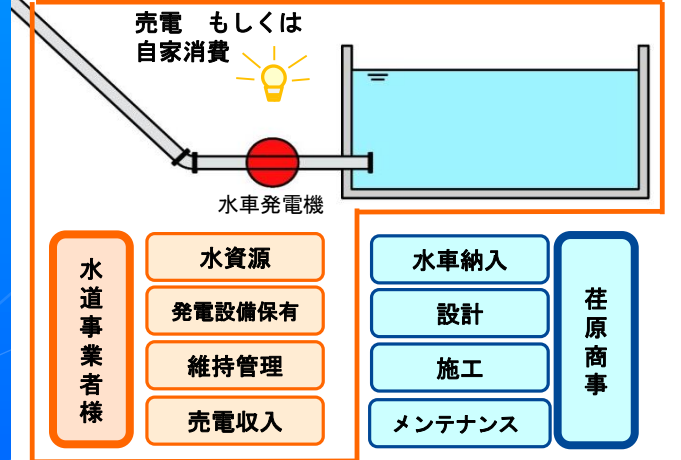 売電　もしくは
自家消費
水車発電機
水道事業者様
水資源
発電設備保有
維持管理
売電収入
水車納入
設計
施工
メンテナンス
荏原商事